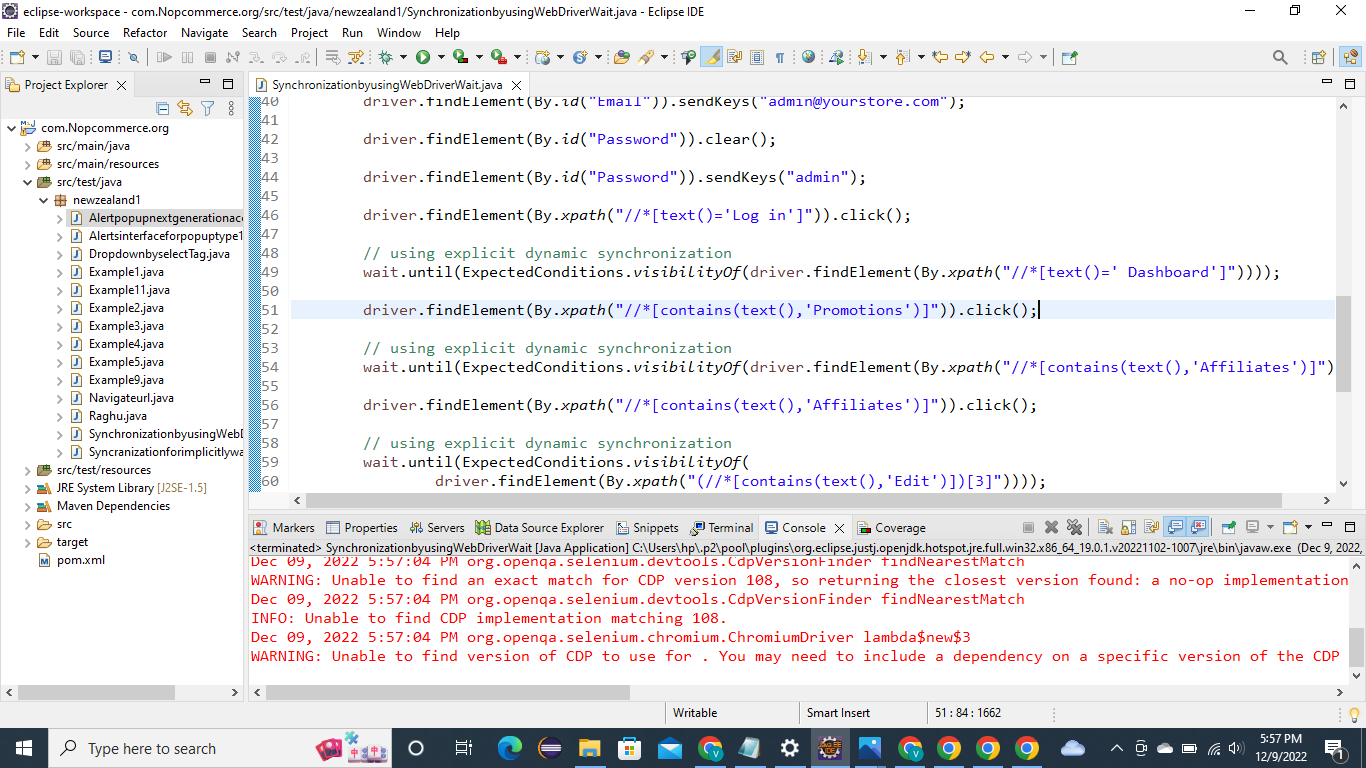 eclipse-workspace - com.Nopcommerce.org/src/test/java/newzealand1/SynchronizationbyusingWebDriverWait.java - Eclipse IDE
File Edit Source Refactor Navigate Search Project Run Window Help
Project Explorer
SynchronizationbyusingWebDriverWait.java
com.Nopcommerce.org
src/main/java
src/main/resources
src/test/java
newzealand1
Alertpopupnextgenerationaco
Alertsinterfaceforpopuptype1
DropdownbyselectTag.java
Example1.java
Example11.java
Example2.java
Example3.java
Example4.java
Example5.java
Example9.java
Navigateurl.java
Raghu.java
SynchronizationbyusingWebD
Syncranizationforimplicitlywa
src/test/resources
JRE System Library [J2SE-1.5]
Maven Dependencies
src
target
pom.xml
40 driver.findElement(By.id("Email")).sendKeys("admin@yourstore.com");
41
42 driver.findElement(By.id("Password")).clear();
43
44 driver.findElement(By.id("Password")).sendKeys("admin");
45
46 driver.findElement(By.xpath("//*[text()='Log in']")).click();
47
48 // using explicit dynamic synchronization
49 wait.until(ExpectedConditions.visibilityOf(driver.findElement(By.xpath("//*[text()=' Dashboard']"))));
50
51 driver.findElement(By.xpath("//*[contains(text(),'Promotions')]")).click();
52
53 // using explicit dynamic synchronization
54 wait.until(ExpectedConditions.visibilityOf(driver.findElement(By.xpath("//*[contains(text(),'Affiliates')]")
55
56 driver.findElement(By.xpath("//*[contains(text(),'Affiliates')]")).click();
57
58 // using explicit dynamic synchronization
59 wait.until(ExpectedConditions.visibilityOf(
60 driver.findElement(By.xpath("(//*[contains(text(),'Edit')])[3]"))));
Markers Properties Servers Data Source Explorer Snippets Terminal Console Coverage
<terminated> SynchronizationbyusingWebDriverWait [Java Application] C:\Users\hp\.p2\pool\plugins\org.eclipse.justj.openjdk.hotspot.jre.full.win32.x86_64_19.0.1.v20221102-1007\jre\bin\javaw.exe (Dec 9, 2022,
Dec 09, 2022 5:57:04 PM org.openqa.selenium.devtools.CdpVersionFinder findNearestMatch
WARNING: Unable to find an exact match for CDP version 108, so returning the closest version found: a no-op implementation
Dec 09, 2022 5:57:04 PM org.openqa.selenium.devtools.CdpVersionFinder findNearestMatch
INFO: Unable to find CDP implementation matching 108.
Dec 09, 2022 5:57:04 PM org.openqa.selenium.chromium.ChromiumDriver lambda$new$3
WARNING: Unable to find version of CDP to use for . You may need to include a dependency on a specific version of the CDP
Writable Smart Insert 51 : 84 : 1662
Type here to search
5:57 PM
12/9/2022
1